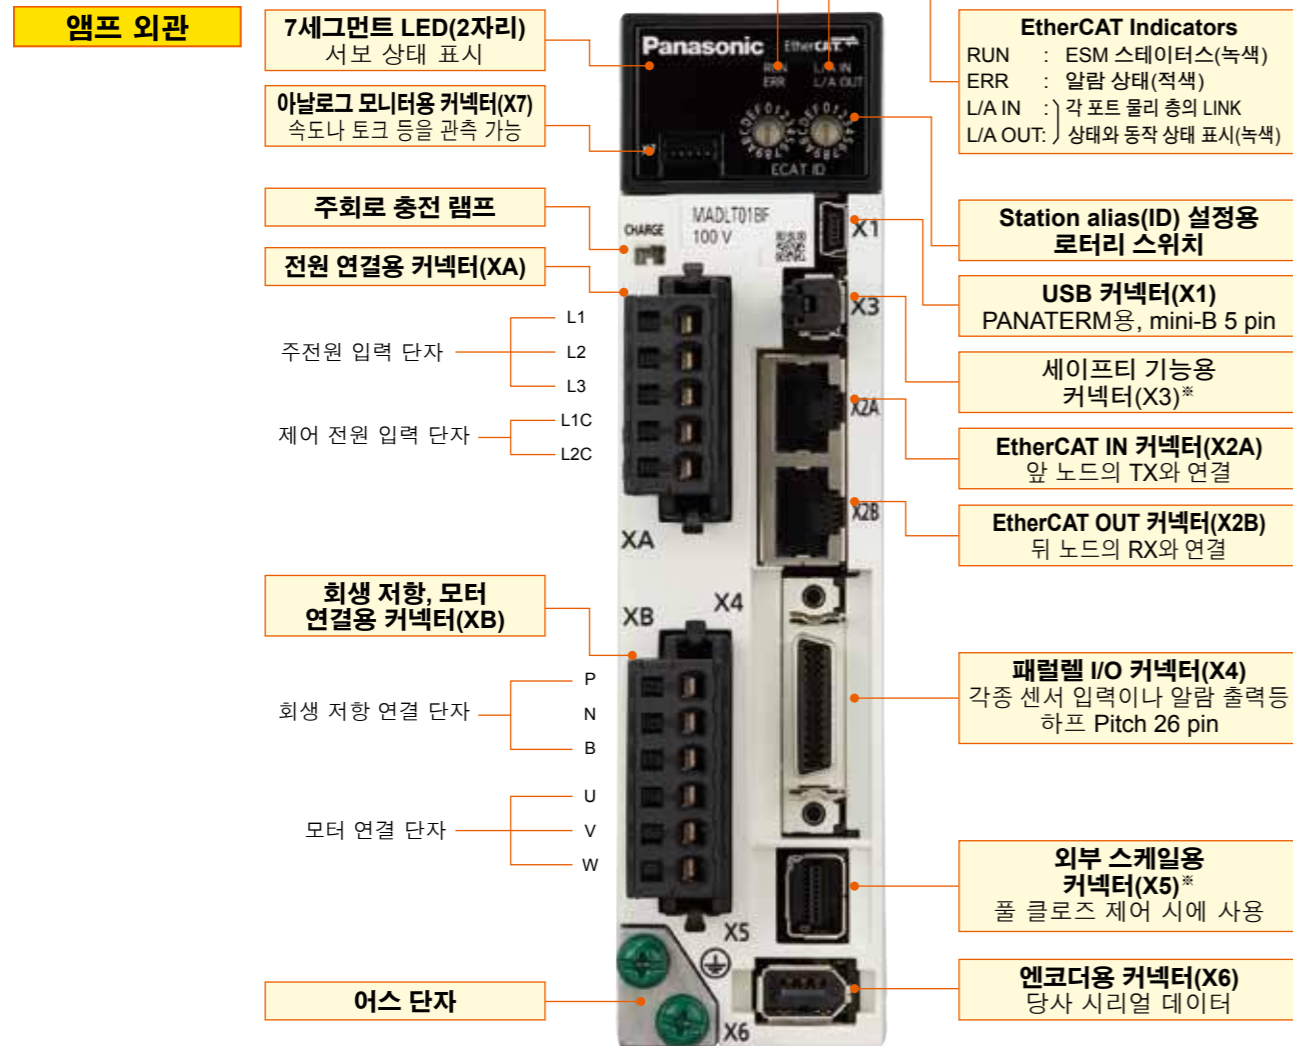 앰프 외관
7세그먼트 LED(2자리)
서보 상태 표시
아날로그 모니터용 커넥터(X7)
속도나 토크 등을 관측 가능
주회로 충전 램프
전원 연결용 커넥터(XA)
주전원 입력 단자
L1
L2
L3
제어 전원 입력 단자
L1C
L2C
회생 저항, 모터
연결용 커넥터(XB)
회생 저항 연결 단자
P
N
B
모터 연결 단자
U
V
W
어스 단자
Panasonic EtherCAT
RUN L/A IN
ERR L/A OUT
X7
ECAT ID
MADLT01BF
100 V
CHARGE
X1
X3
X2A
X2B
XA
XB
X4
X5
X6
EtherCAT Indicators
RUN : ESM 스테이터스(녹색)
ERR : 알람 상태(적색)
L/A IN : 각 포트 물리 층의 LINK
L/A OUT: 상태와 동작 상태 표시(녹색)
Station alias(ID) 설정용
로터리 스위치
USB 커넥터(X1)
PANATERM용, mini-B 5 pin
세이프티 기능용
커넥터(X3)※
EtherCAT IN 커넥터(X2A)
앞 노드의 TX와 연결
EtherCAT OUT 커넥터(X2B)
뒤 노드의 RX와 연결
패럴렐 I/O 커넥터(X4)
각종 센서 입력이나 알람 출력등
하프 Pitch 26 pin
외부 스케일용
커넥터(X5)※
풀 클로즈 제어 시에 사용
엔코더용 커넥터(X6)
당사 시리얼 데이터